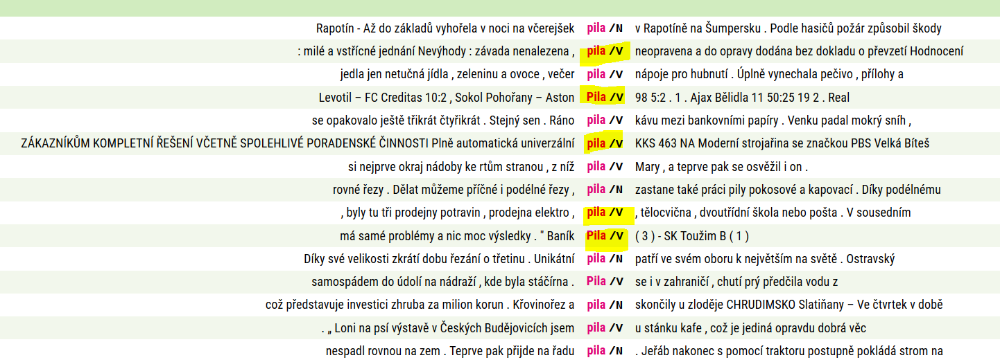 Rapotín - Až do základů vyhořela v noci na včerejšek pila /N v Rapotíně na Šumpersku . Podle hasičů požár způsobil škody
: milé a vstřícné jednání Nevýhody : závada nenalezena , pila /V neopravena a do opravy dodána bez dokladu o převzetí Hodnocení
jedla jen netučná jídla , zeleninu a ovoce , večer pila /V nápoje pro hubnutí . Úplně vynechala pečivo , přílohy a
Levotil – FC Creditas 10:2 , Sokol Pohořany – Aston Pila /V 98 5:2 . 1 . Ajax Bělidla 11 50:25 19 2 . Real
se opakovalo ještě třikrát čtyřikrát . Stejný sen . Ráno pila /V kávu mezi bankovními papíry . Venku padal mokrý sníh ,
ZÁKAZNÍKŮM KOMPLETNÍ ŘEŠENÍ VČETNĚ SPOLEHLIVÉ PORADENSKÉ ČINNOSTI Plně automatická univerzální pila /V KKS 463 NA Moderní strojařina se značkou PBS Velká Bíteš
si nejprve okraj nádoby ke rtům stranou , z níž pila /V Mary , a teprve pak se osvěžil i on .
rovné řezy . Dělat můžeme příčné i podélné řezy , pila /N zastane také práci pily pokosové a kapovací . Díky podélnému
, byly tu tři prodejny potravin , prodejna elektro , pila /V , tělocvična , dvoutřídní škola nebo pošta . V sousedním
má samé problémy a nic moc výsledky . " Baník Pila /V ( 3 ) - SK Toužim B ( 1 )
Díky své velikosti zkrátí dobu řezání o třetinu . Unikátní pila /N patří ve svém oboru k největším na světě . Ostravský
samospádem do údolí na nádraží , kde byla stáčírna . Pila /V se i v zahraničí , chutí prý předčila vodu z
což představuje investici zhruba za milion korun . Křovinořez a pila /N skončily u zloděje CHRUDIMSKO Slatiňany – Ve čtvrtek v době
. „ Loni na psí výstavě v Českých Budějovicích jsem pila /V u stánku kafe , což je jediná opravdu dobrá věc
nespadl rovnou na zem . Teprve pak přijde na řadu pila /N . Jeřáb nakonec s pomocí traktoru postupně pokládá strom na